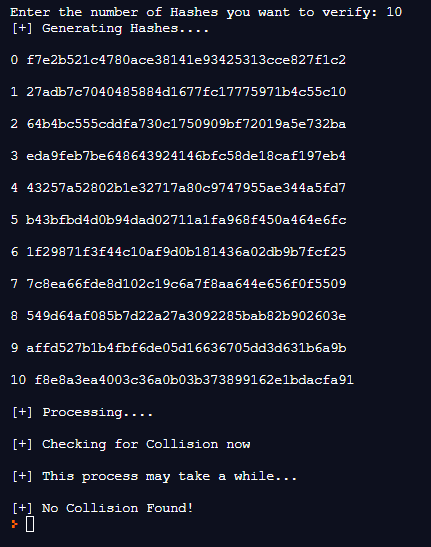 Enter the number of Hashes you want to verify: 10
[+] Generating Hashes....
0 f7e2b521c4780ace38141e93425313cce827f1c2
1 27adb7c7040485884d1677fc17775971b4c55c10
2 64b4bc555cddfa730c1750909bf72019a5e732ba
3 eda9feb7be648643924146bfc58de18caf197eb4
4 43257a52802b1e32717a80c9747955ae344a5fd7
5 b43bfbd4d0b94dad02711a1fa968f450a464e6fc
6 1f29871f3f44c10af9d0b181436a02db9b7fcf25
7 7c8ea66fde8d102c19c6a7f8aa644e656f0f5509
8 549d64af085b7d22a27a3092285bab82b902603e
9 affd527b1b4fbf6de05d16636705dd3d631b6a9b
10 f8e8a3ea4003c36a0b03b373899162e1bdacfa91
[+] Processing....
[+] Checking for Collision now
[+] This process may take a while...
[+] No Collision Found!